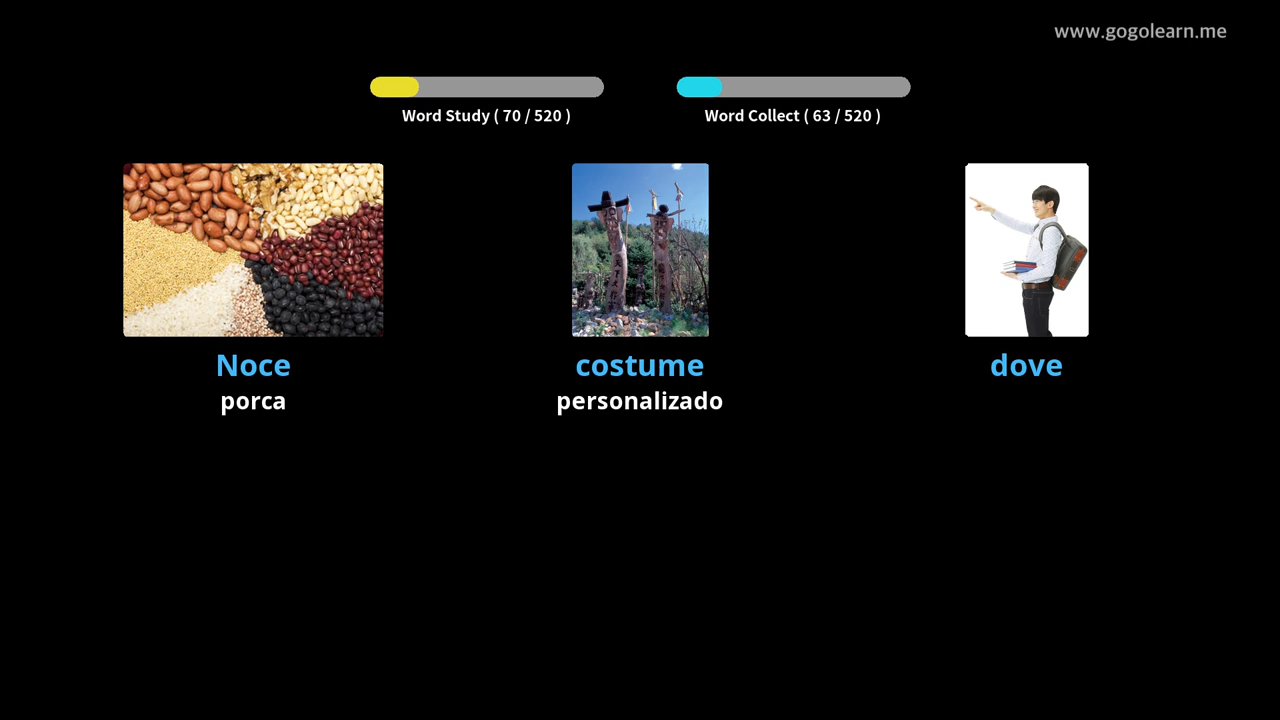 www.gogolearn.me
Word Study ( 70 / 520 )
Word Collect ( 63 / 520 )
Noce
porca
costume
personalizado
dove